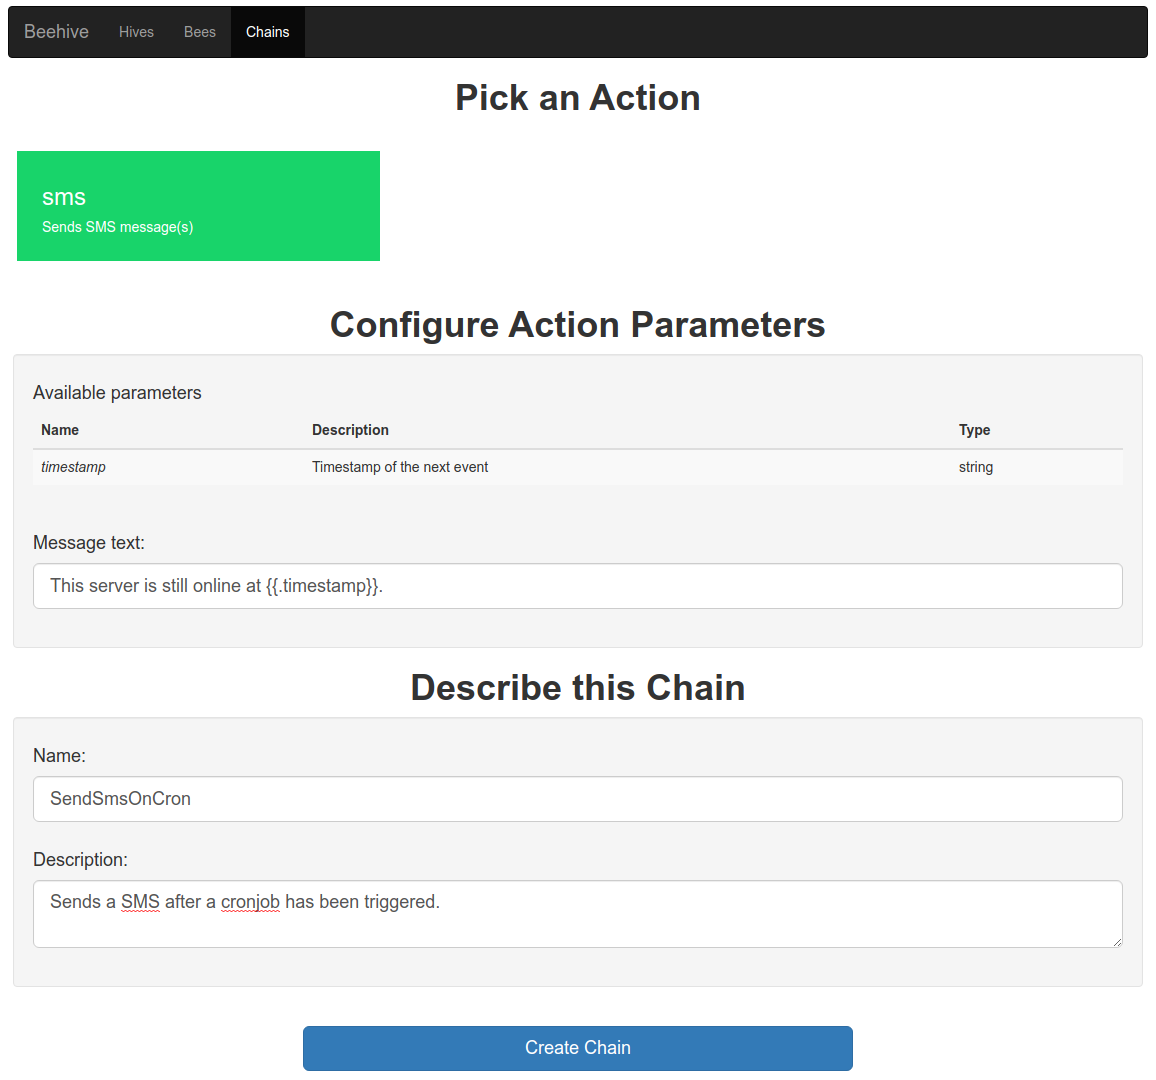 Beehive Hives Bees Chains
Pick an Action
sms
Sends SMS message(s)
Configure Action Parameters
Available parameters
Name Description Type
timestamp Timestamp of the next event string
Message text:
This server is still online at {{.timestamp}}.
Describe this Chain
Name:
SendSmsOnCron
Description:
Sends a SMS after a cronjob has been triggered.
Create Chain